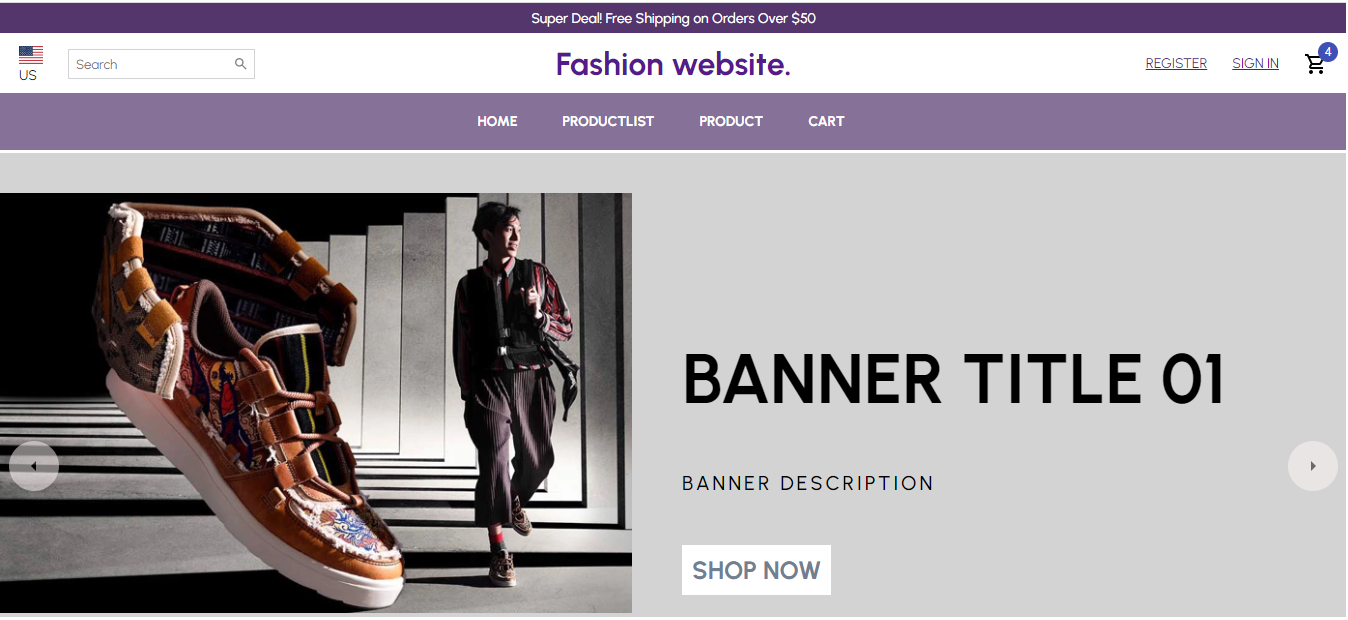 Super Deal! Free Shipping on Orders Over $50
US
Search
Fashion website.
REGISTER
SIGN IN
4
HOME
PRODUCTLIST
PRODUCT
CART
BANNER TITLE 01
BANNER DESCRIPTION
SHOP NOW